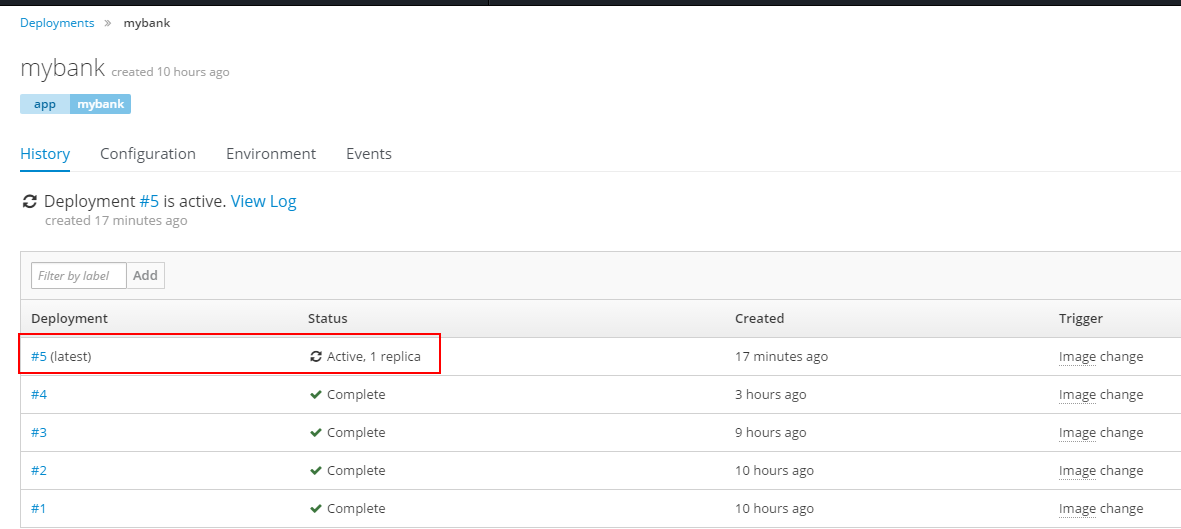 Deployments » mybank
mybank created 10 hours ago
app mybank
History Configuration Environment Events
Deployment #5 is active. View Log
created 17 minutes ago
Filter by label Add
Deployment Status Created Trigger
#5 (latest) Active, 1 replica 17 minutes ago Image change
#4 Complete 3 hours ago Image change
#3 Complete 9 hours ago Image change
#2 Complete 10 hours ago Image change
#1 Complete 10 hours ago Image change